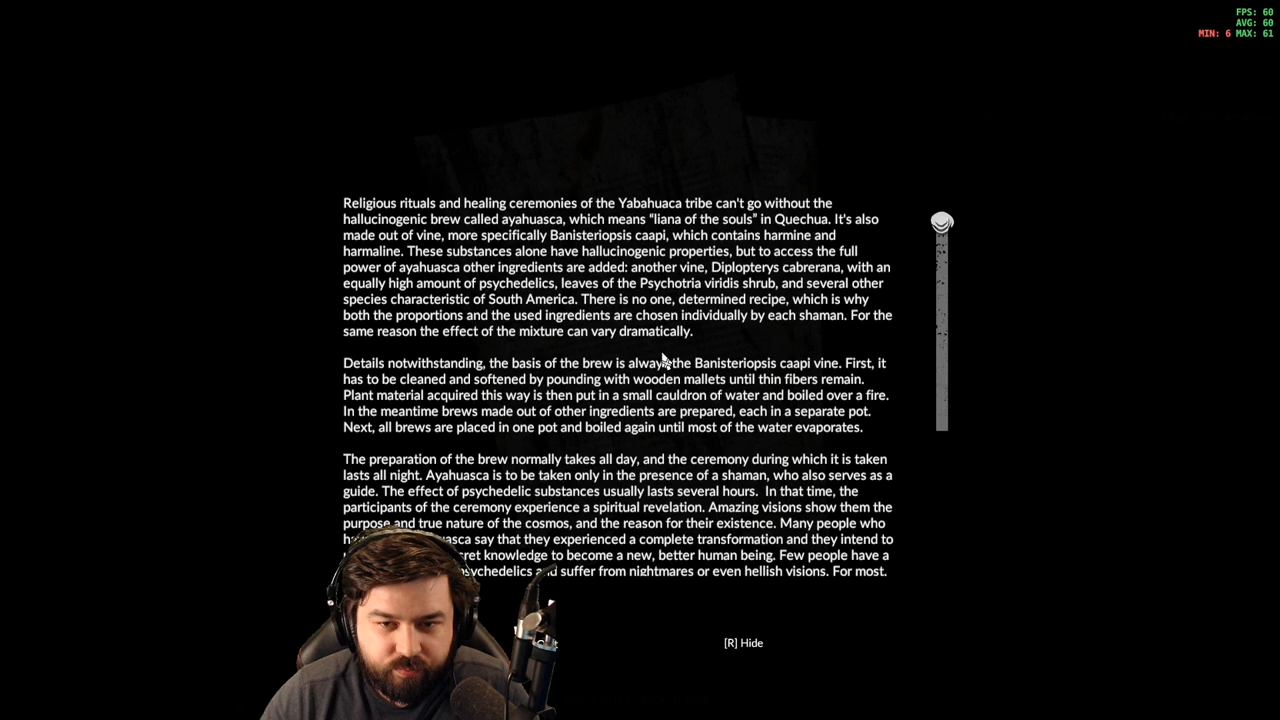 FPS: 60
AVG: 60
MIN: 6 MAX: 61
Religious rituals and healing ceremonies of the Yabahuaca tribe can't go without the
hallucinogenic brew called ayahuasca, which means “liana of the souls” in Quechua. It's also
made out of vine, more specifically Banisteriopsis caapi, which contains harmine and
harmaline. These substances alone have hallucinogenic properties, but to access the full
power of ayahuasca other ingredients are added: another vine, Diplopterys cabrerana, with an
equally high amount of psychedelics, leaves of the Psychotria viridis shrub, and several other
species characteristic of South America. There is no one, determined recipe, which is why
both the proportions and the used ingredients are chosen individually by each shaman. For the
same reason the effect of the mixture can vary dramatically.
Details notwithstanding, the basis of the brew is always the Banisteriopsis caapi vine. First, it
has to be cleaned and softened by pounding with wooden mallets until thin fibers remain.
Plant material acquired this way is then put in a small cauldron of water and boiled over a fire.
In the meantime brews made out of other ingredients are prepared, each in a separate pot.
Next, all brews are placed in one pot and boiled again until most of the water evaporates.
The preparation of the brew normally takes all day, and the ceremony during which it is taken
lasts all night. Ayahuasca is to be taken only in the presence of a shaman, who also serves as a
guide. The effect of psychedelic substances usually lasts several hours. In that time, the
participants of the ceremony experience a spiritual revelation. Amazing visions show them the
purpose and true nature of the cosmos, and the reason for their existence. Many people who
say that they experienced a complete transformation and they intend to
knowledge to become a new, better human being. Few people have a
psychedelics and suffer from nightmares or even hellish visions. For most.
[R] Hide